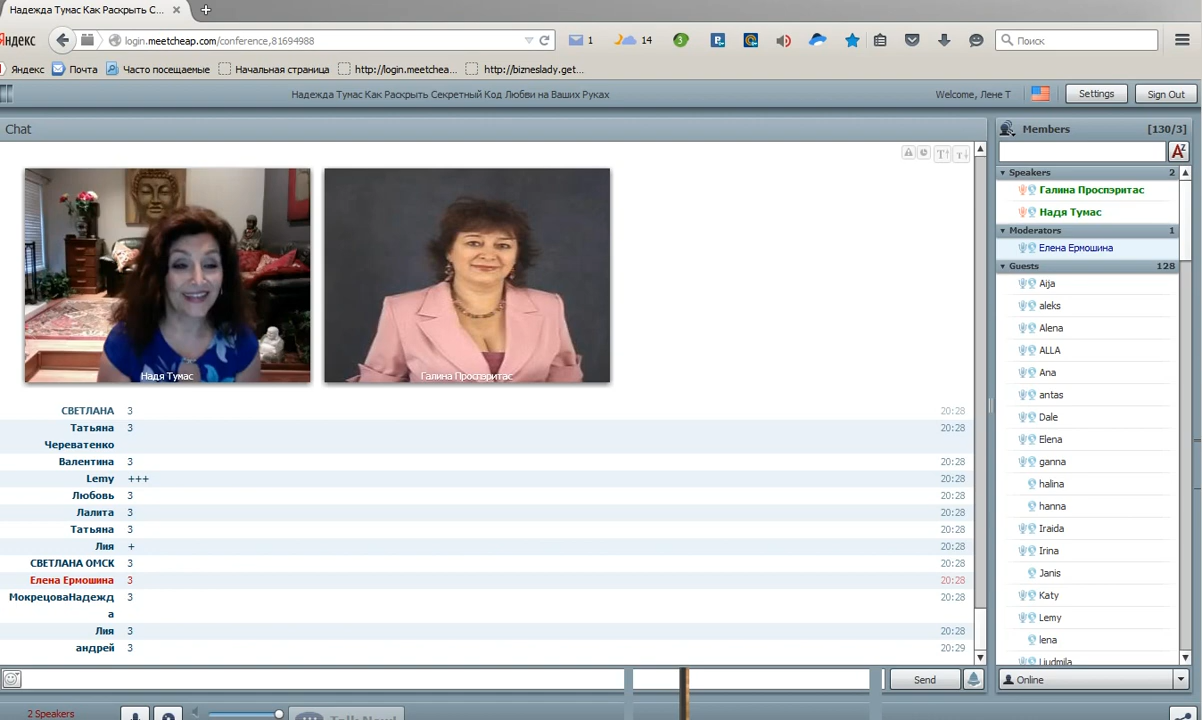 Надежда Тумас Как Раскрыть С...
Яндекс
login.meetcheap.com/conference,81694988
1
14
3
Поиск
Яндекс
Почта
Часто посещаемые
Начальная страница
http://login.meetchea...
http://bizneslady.get...
Надежда Тумас Как Раскрыть Секретный Код Любви на Ваших Руках
Welcome, Лене Т
Settings
Sign Out
Chat
Надя Тумас
Галина Проспэритас
СВЕТЛАНА 3 20:28
Татьяна 3 20:28
Череватенко
Валентина 3 20:28
Lemy +++ 20:28
Любовь 3 20:28
Лалита 3 20:28
Татьяна 3 20:28
Лия + 20:28
СВЕТЛАНА ОМСК 3 20:28
Елена Ермошина 3 20:28
МокрецоваНадежд 3 20:28
а
Лия 3 20:28
андрей 3 20:29
Send
2 Speakers
Talk Now!
Members [130/3]
Speakers 2
Галина Проспэритас
Надя Тумас
Moderators 1
Елена Ермошина
Guests 128
Aija
aleks
Alena
ALLA
Ana
antas
Dale
Elena
ganna
halina
hanna
Iraida
Irina
Janis
Katy
Lemy
lena
Liudmila
Online